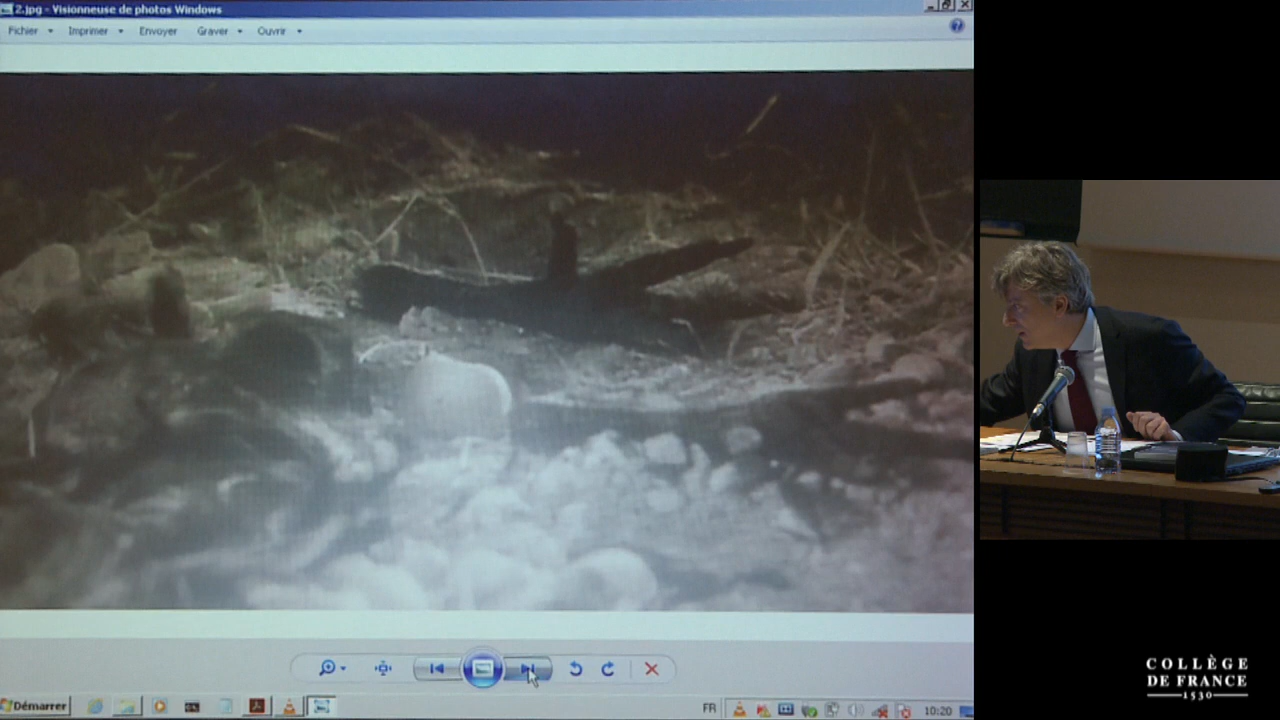 2.jpg - Visionneuse de photos Windows
Fichier Imprimer Envoyer Graver Ouvrir
Démarrer
FR
10:20
COLLÈGE
DE FRANCE
1530